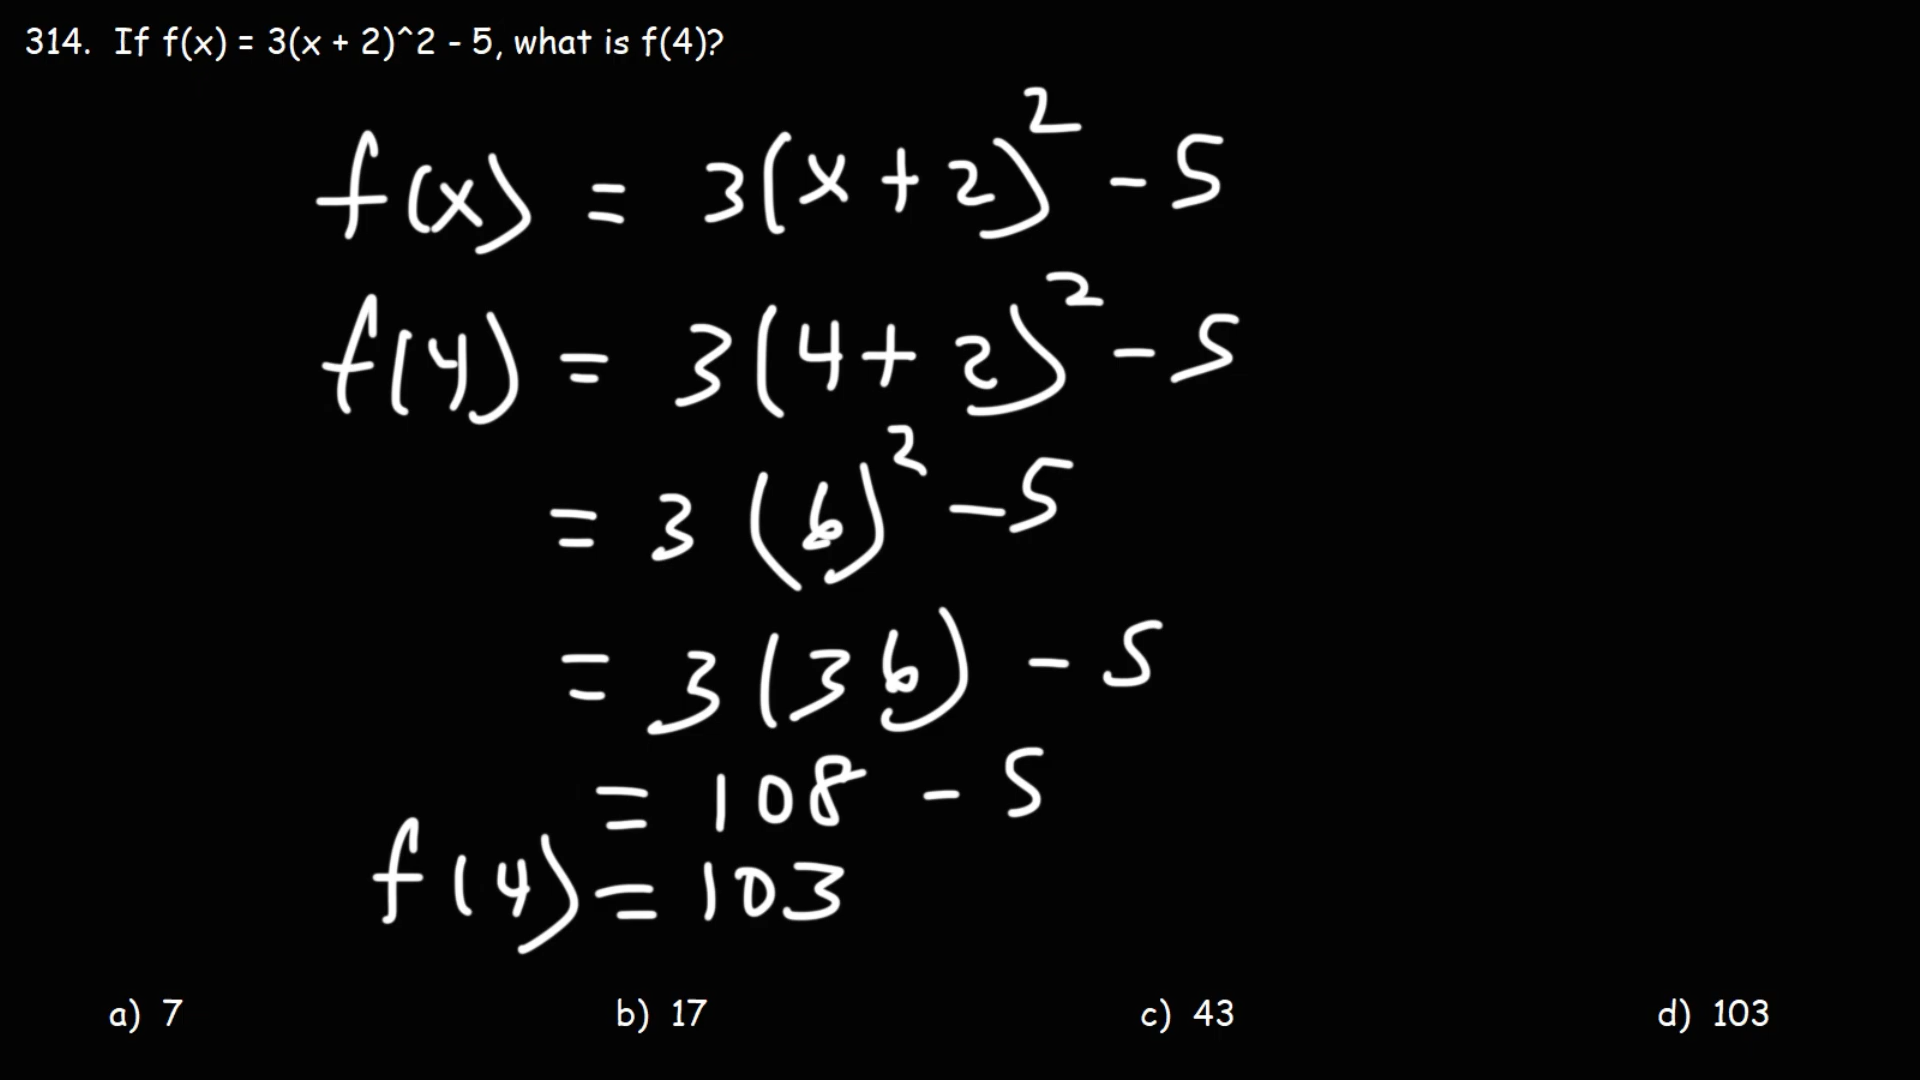 314. If f(x) = 3(x + 2)^2 - 5, what is f(4)?
f(x) = 3(x + 2)² - 5
f(4) = 3(4 + 2)² - 5
= 3(6)² - 5
= 3(36) - 5
= 108 - 5
f(4) = 103
a) 7 b) 17 c) 43 d) 103